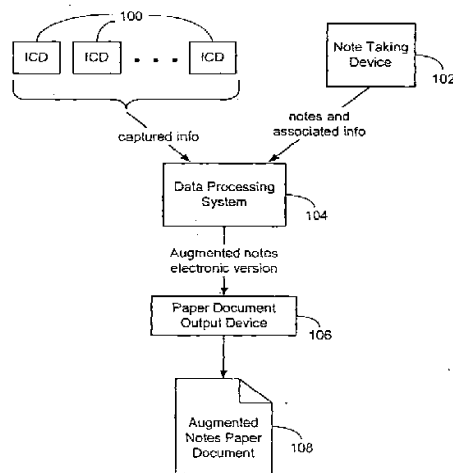 100
ICD ICD . . . ICD
Note Taking
Device
102
captured info
notes and
associated info
Data Processing
System
104
Augmented notes
electronic version
Paper Document
Output Device
106
Augmented
Notes Paper
Document
108